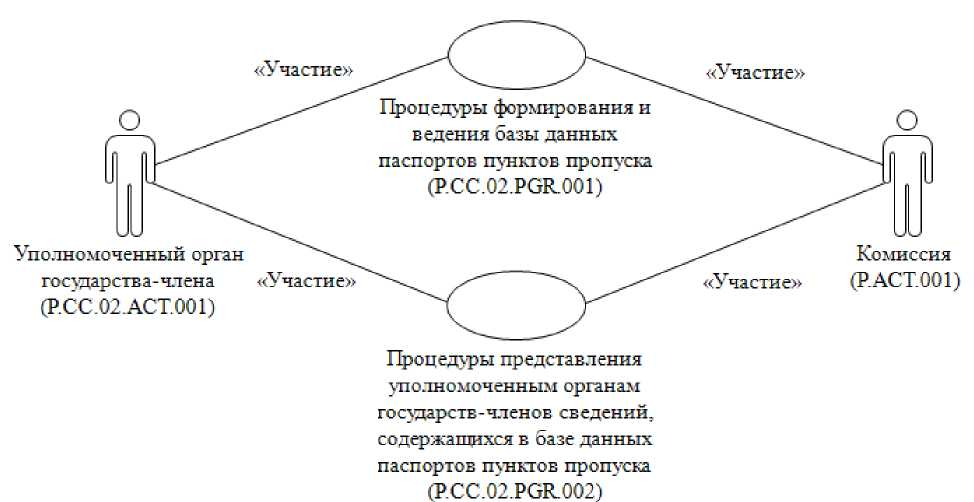 «Участие»
«Участие»
Процедуры формирования и
ведения базы данных
паспортов пунктов пропуска
(P.CC.02.PGR.001)
Уполномоченный орган
государства-члена
(P.CC.02.ACT.001)
Комиссия
(P.ACT.001)
«Участие»
«Участие»
Процедуры представления
уполномоченным органам
государств-членов сведений,
содержащихся в базе данных
паспортов пунктов пропуска
(P.CC.02.PGR.002)